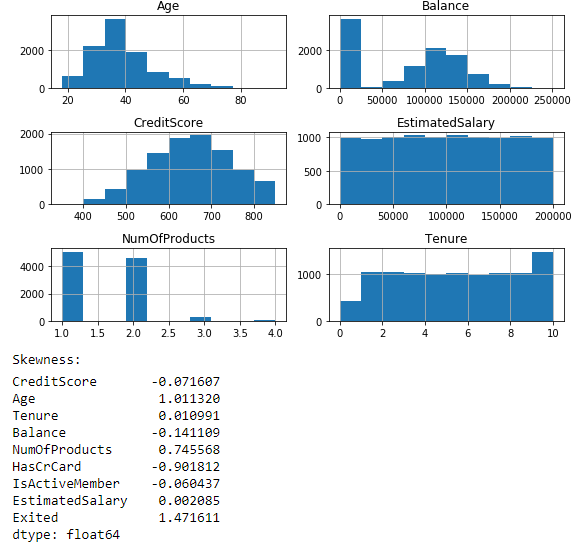 Age
Balance
2000
0
20
40
60
80
2000
0
0
50000
100000
150000
200000
250000
CreditScore
EstimatedSalary
2000
1000
0
400
500
600
700
800
1000
500
0
0
50000
100000
150000
200000
NumOfProducts
Tenure
4000
2000
0
1.0
1.5
2.0
2.5
3.0
3.5
4.0
1000
0
0
2
4
6
8
10
Skewness:
CreditScore -0.071607
Age 1.011320
Tenure 0.010991
Balance -0.141109
NumOfProducts 0.745568
HasCrCard -0.901812
IsActiveMember -0.060437
EstimatedSalary 0.002085
Exited 1.471611
dtype: float64